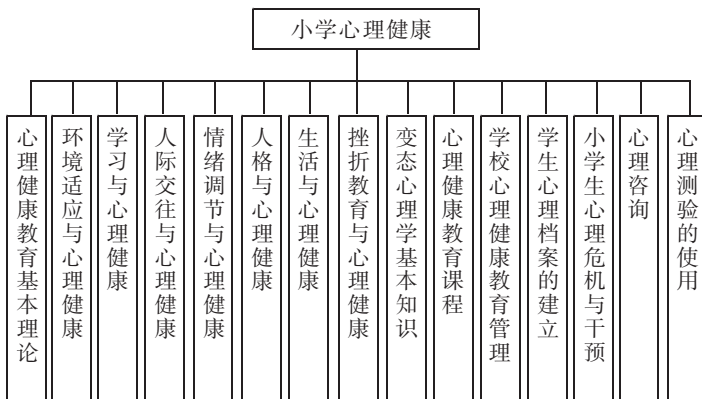 小学心理健康
心理健康教育基本理论
环境适应与心理健康
学习与心理健康
人际交往与心理健康
情绪调节与心理健康
人格与心理健康
生活与心理健康
挫折教育与心理健康
变态心理学基本知识
心理健康教育课程
学校心理健康教育管理
学生心理档案的建立
小学生心理危机与干预
心理咨询
心理测验的使用